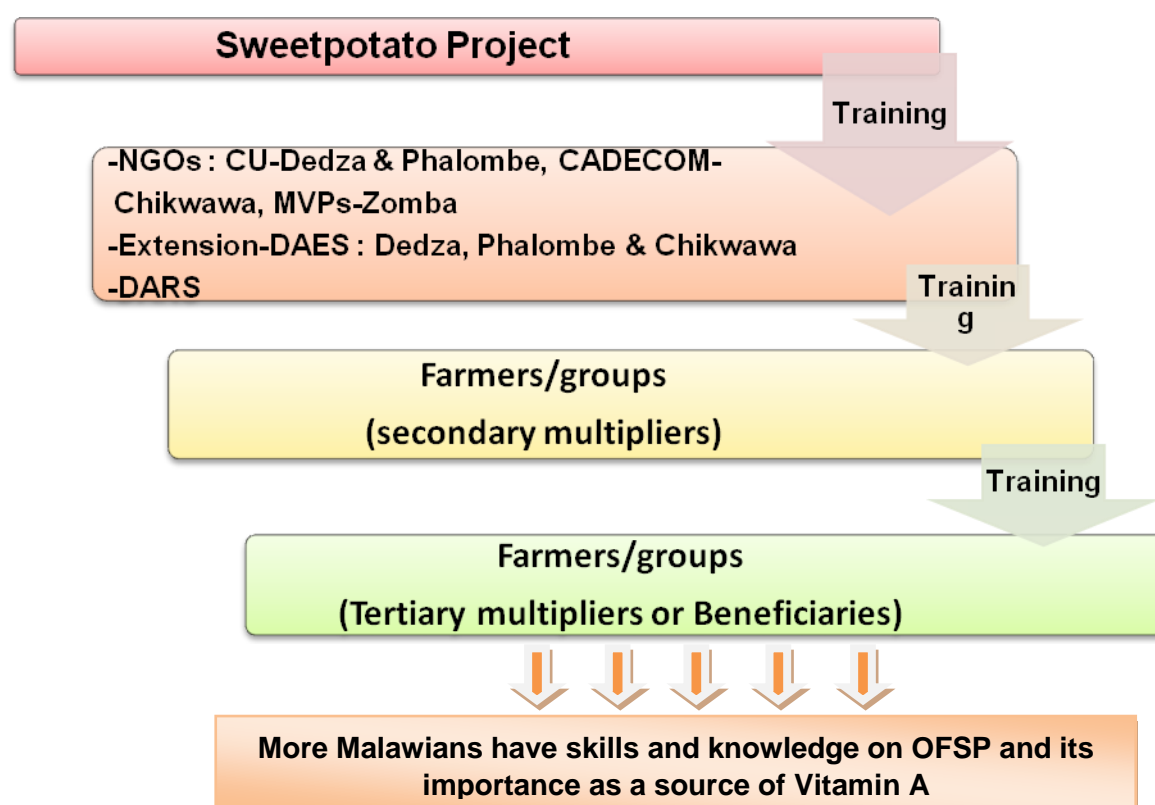 Sweetpotato Project
Training
-NGOs : CU-Dedza & Phalombe, CADECOM-
Chikwawa, MVPs-Zomba
-Extension-DAES : Dedza, Phalombe & Chikwawa
-DARS
Trainin
g
Farmers/groups
(secondary multipliers)
Training
Farmers/groups
(Tertiary multipliers or Beneficiaries)
More Malawians have skills and knowledge on OFSP and its
importance as a source of Vitamin A